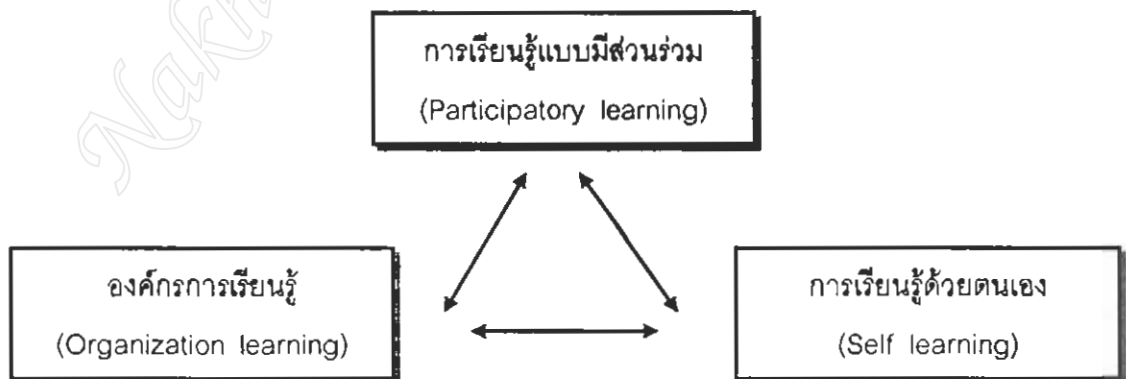 การเรียนรู้แบบมีส่วนร่วม
(Participatory learning)
องค์กรการเรียนรู้
(Organization learning)
การเรียนรู้ด้วยตนเอง
(Self learning)